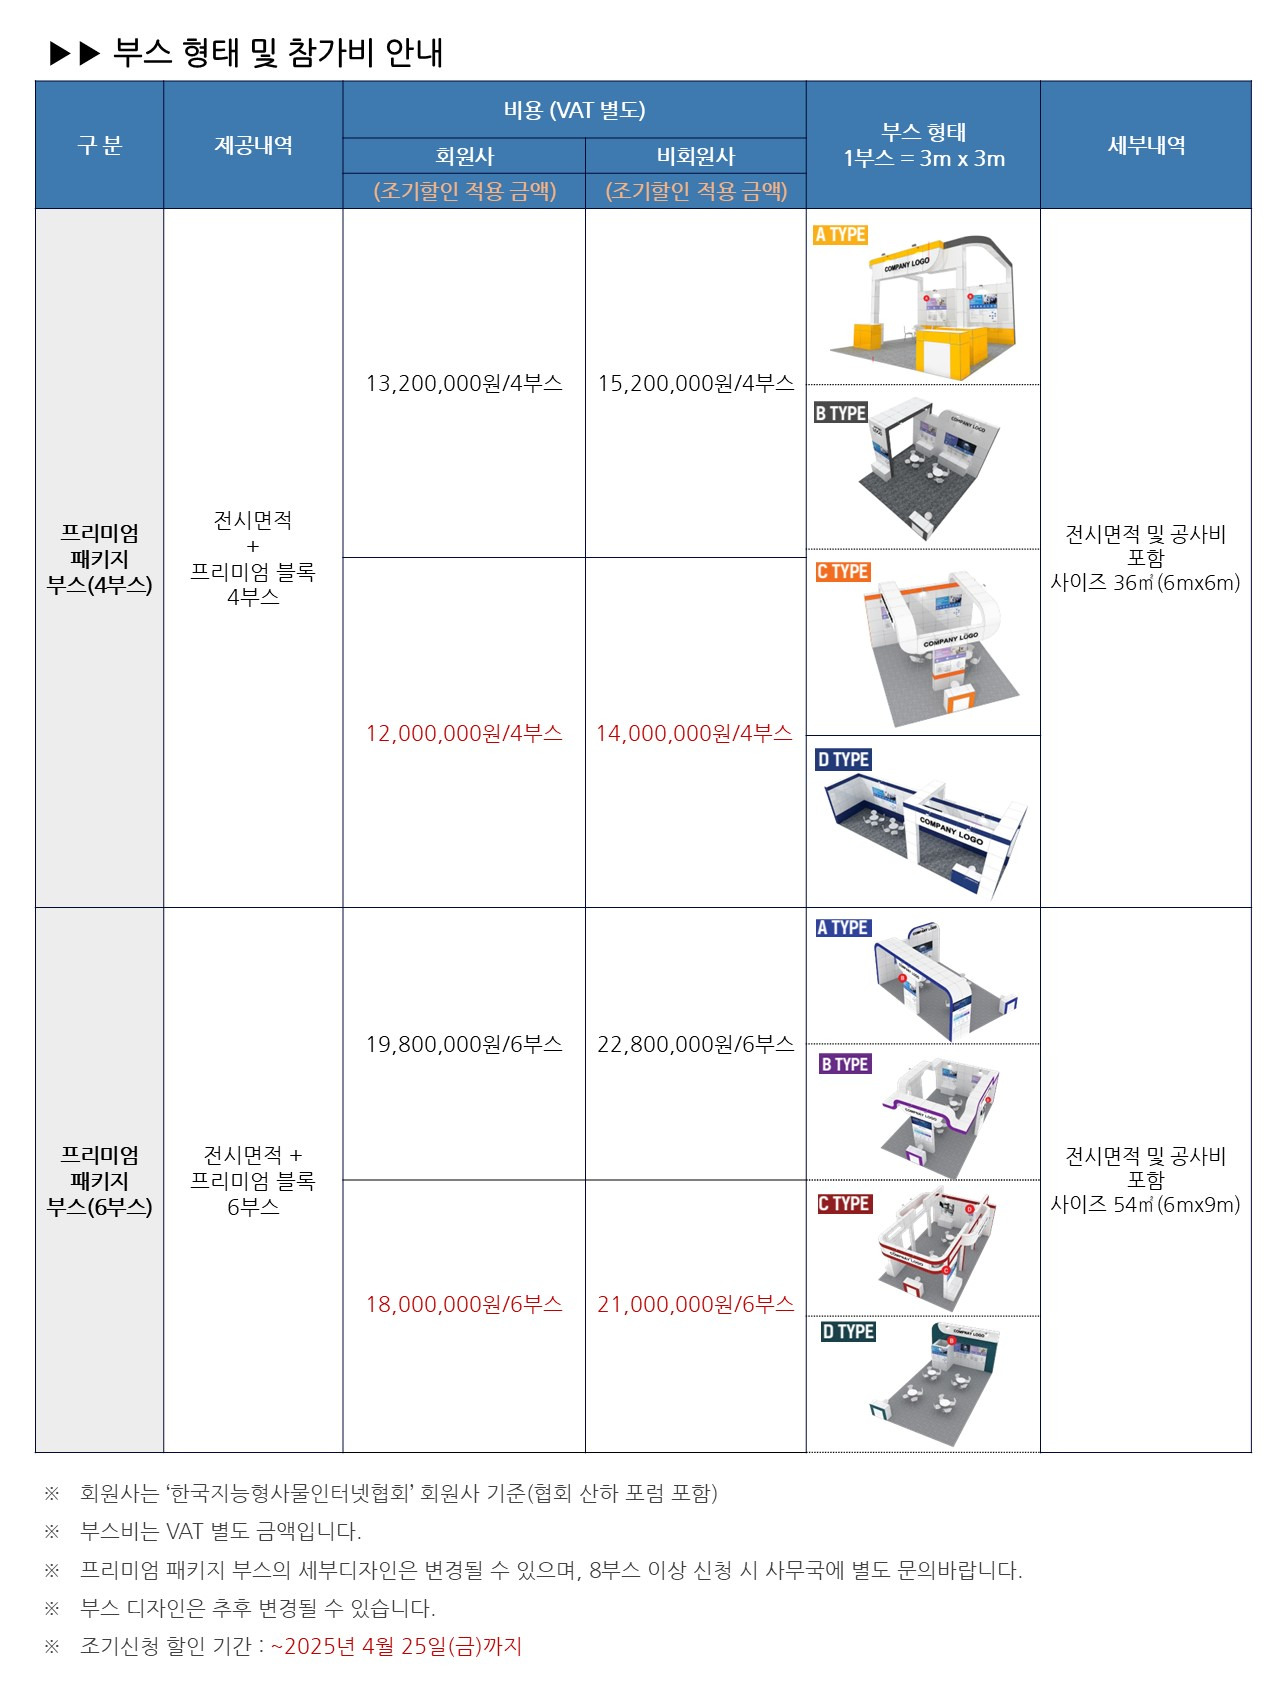 ▶▶ 부스 형태 및 참가비 안내
구 분
제공내역
비용 (VAT 별도)
회원사
비회원사
(조기할인 적용 금액)
(조기할인 적용 금액)
부스 형태
1부스 = 3m x 3m
세부내역
프리미엄
패키지
부스(4부스)
전시면적
+
프리미엄 블록
4부스
13,200,000원/4부스
15,200,000원/4부스
12,000,000원/4부스
14,000,000원/4부스
A TYPE
COMPANY LOGO
B TYPE
COMPANY LOGO
C TYPE
COMPANY LOGO
D TYPE
COMPANY LOGO
전시면적 및 공사비
포함
사이즈 36㎡(6mx6m)
프리미엄
패키지
부스(6부스)
전시면적 +
프리미엄 블록
6부스
19,800,000원/6부스
22,800,000원/6부스
18,000,000원/6부스
21,000,000원/6부스
A TYPE
COMPANY LOGO
COMPANY LOGO
B TYPE
COMPANY LOGO
C TYPE
COMPANY LOGO
D TYPE
COMPANY LOGO
전시면적 및 공사비
포함
사이즈 54㎡(6mx9m)
※ 회원사는 ‘한국지능형사물인터넷협회’ 회원사 기준(협회 산하 포럼 포함)
※ 부스비는 VAT 별도 금액입니다.
※ 프리미엄 패키지 부스의 세부디자인은 변경될 수 있으며, 8부스 이상 신청 시 사무국에 별도 문의바랍니다.
※ 부스 디자인은 추후 변경될 수 있습니다.
※ 조기신청 할인 기간 : ~2025년 4월 25일(금)까지